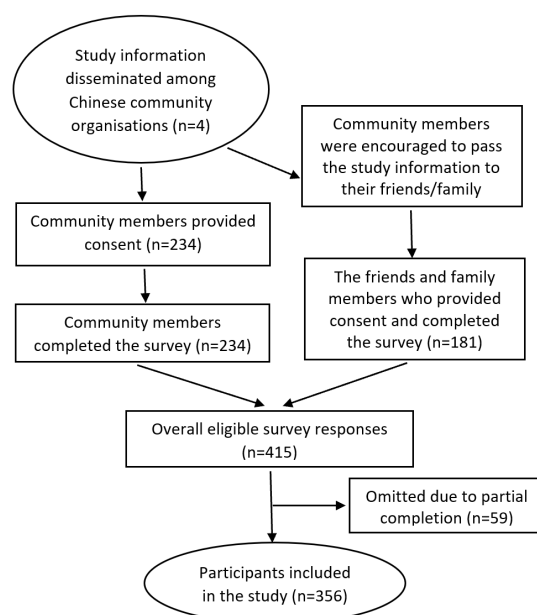 Study information
disseminated among
Chinese community
organisations (n=4)
Community members
were encouraged to pass
the study information to
their friends/family
Community members provided
consent (n=234)
The friends and family
members who provided
consent and completed
the survey (n=181)
Community members
completed the survey (n=234)
Overall eligible survey responses
(n=415)
Omitted due to partial
completion (n=59)
Participants included
in the study (n=356)